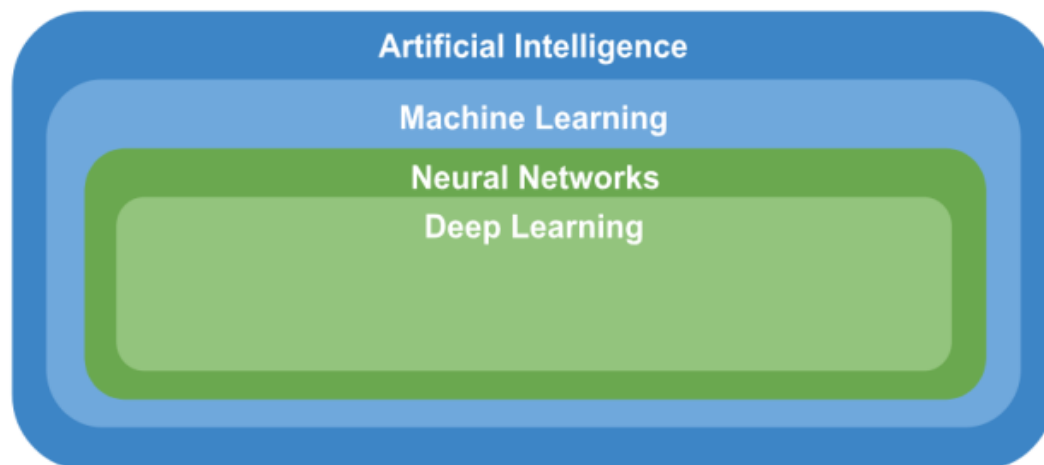 Artificial Intelligence
Machine Learning
Neural Networks
Deep Learning